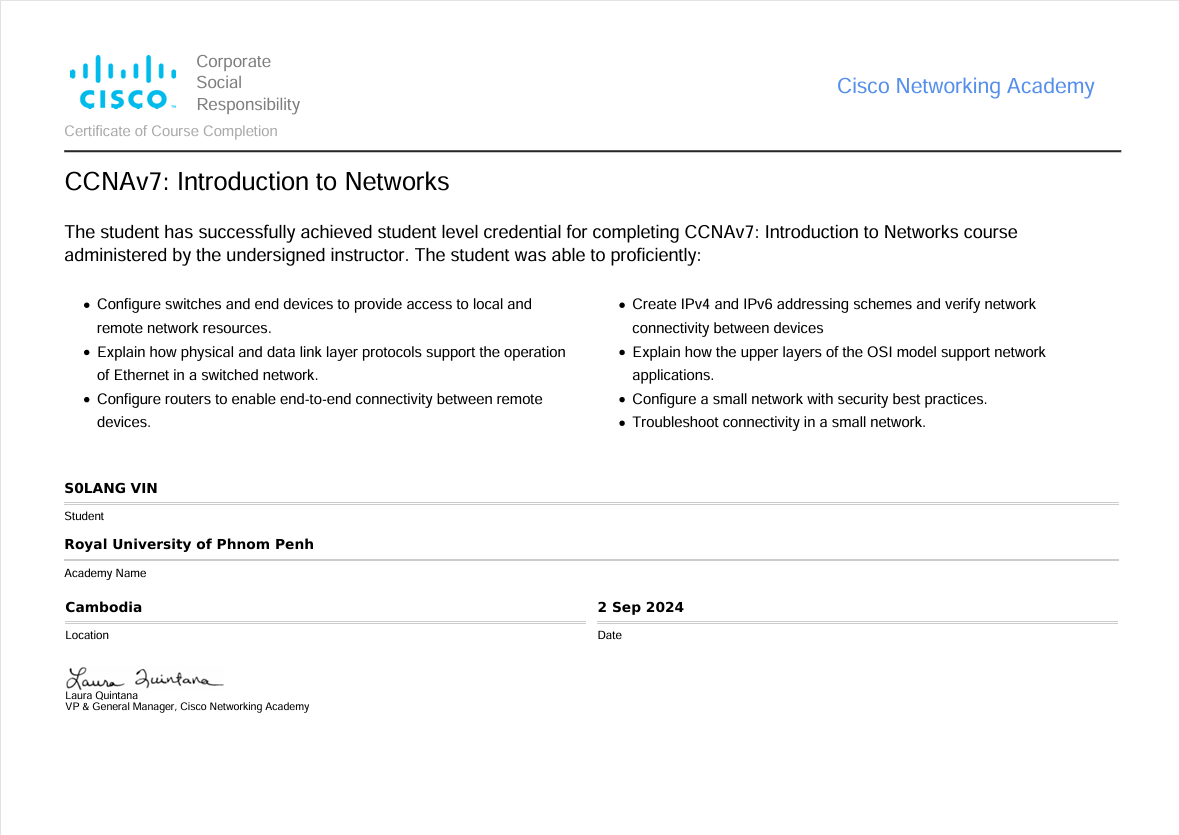 CISCO™
Corporate
Social
Responsibility
Cisco Networking Academy
Certificate of Course Completion
CCNAv7: Introduction to Networks
The student has successfully achieved student level credential for completing CCNAv7: Introduction to Networks course
administered by the undersigned instructor. The student was able to proficiently:
• Configure switches and end devices to provide access to local and
remote network resources.
• Explain how physical and data link layer protocols support the operation
of Ethernet in a switched network.
• Configure routers to enable end-to-end connectivity between remote
devices.
• Create IPv4 and IPv6 addressing schemes and verify network
connectivity between devices
• Explain how the upper layers of the OSI model support network
applications.
• Configure a small network with security best practices.
• Troubleshoot connectivity in a small network.
S0LANG VIN
Student
Royal University of Phnom Penh
Academy Name
Cambodia
Location
2 Sep 2024
Date
Laura Quintana
Laura Quintana
VP & General Manager, Cisco Networking Academy